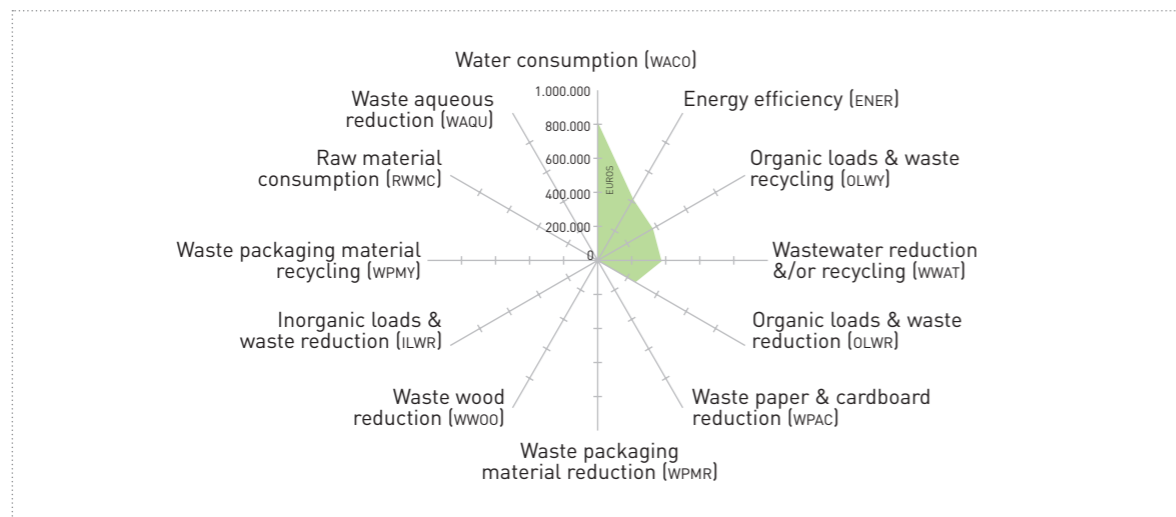 Water consumption (WACO)
1.000.000
800.000
600.000
400.000
200.000
0
EUROS
Energy efficiency (ENER)
Organic loads & waste
recycling (OLWY)
Wastewater reduction
&/or recycling (WWAT)
Organic loads & waste
reduction (OLWR)
Waste paper & cardboard
reduction (WPAC)
Waste packaging
material reduction (WPMR)
Waste wood
reduction (WWOO)
Inorganic loads &
waste reduction (ILWR)
Waste packaging material
recycling (WPMY)
Raw material
consumption (RWMC)
Waste aqueous
reduction (WAQU)